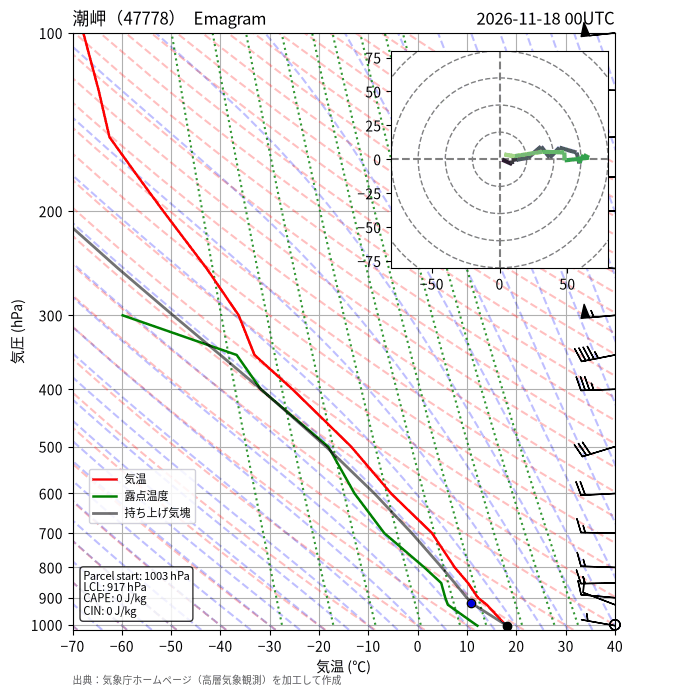 潮岬（47778） Emagram
2026-11-18 00UTC
100
200
300
400
500
600
700
800
900
1000
気圧 (hPa)
−70 −60 −50 −40 −30 −20 −10 0 10 20 30 40
気温 (℃)
75
50
25
0
−25
−50
−75
−50 0 50
気温
露点温度
持ち上げ気塊
Parcel start: 1003 hPa
LCL: 917 hPa
CAPE: 0 J/kg
CIN: 0 J/kg
出典：気象庁ホームページ（高層気象観測）を加工して作成